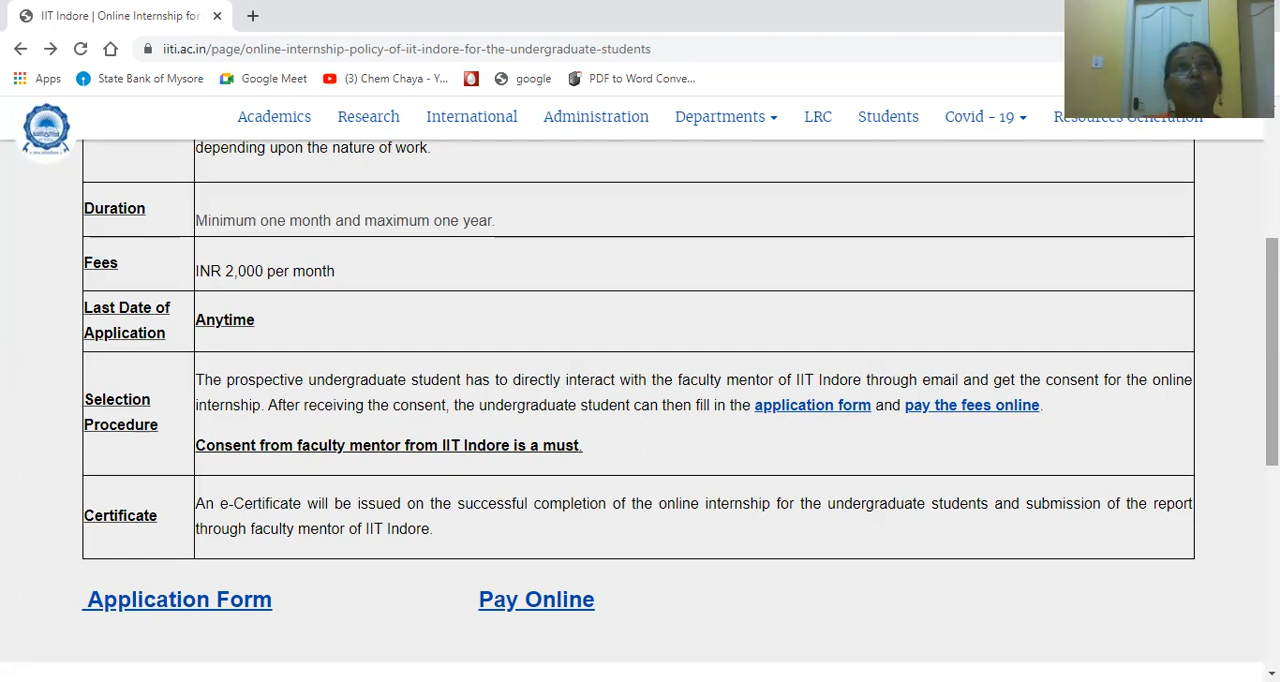 IIT Indore | Online Internship for
iiti.ac.in/page/online-internship-policy-of-iit-indore-for-the-undergraduate-students
Apps State Bank of Mysore Google Meet (3) Chem Chaya - Y... google PDF to Word Conve...
Academics Research International Administration Departments LRC Students Covid - 19 Resources Generation
depending upon the nature of work.
Duration
Minimum one month and maximum one year.
Fees
INR 2,000 per month
Last Date of
Application
Anytime
Selection
Procedure
The prospective undergraduate student has to directly interact with the faculty mentor of IIT Indore through email and get the consent for the online
internship. After receiving the consent, the undergraduate student can then fill in the application form and pay the fees online.
Consent from faculty mentor from IIT Indore is a must.
Certificate
An e-Certificate will be issued on the successful completion of the online internship for the undergraduate students and submission of the report
through faculty mentor of IIT Indore.
Application Form Pay Online